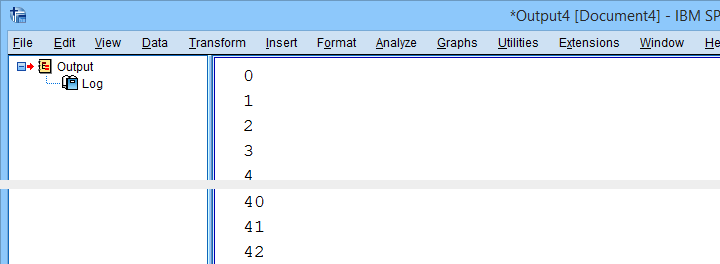 *Output4 [Document4] - IBM SP
File Edit View Data Transform Insert Format Analyze Graphs Utilities Extensions Window He
Output
Log
0
1
2
3
4
40
41
42